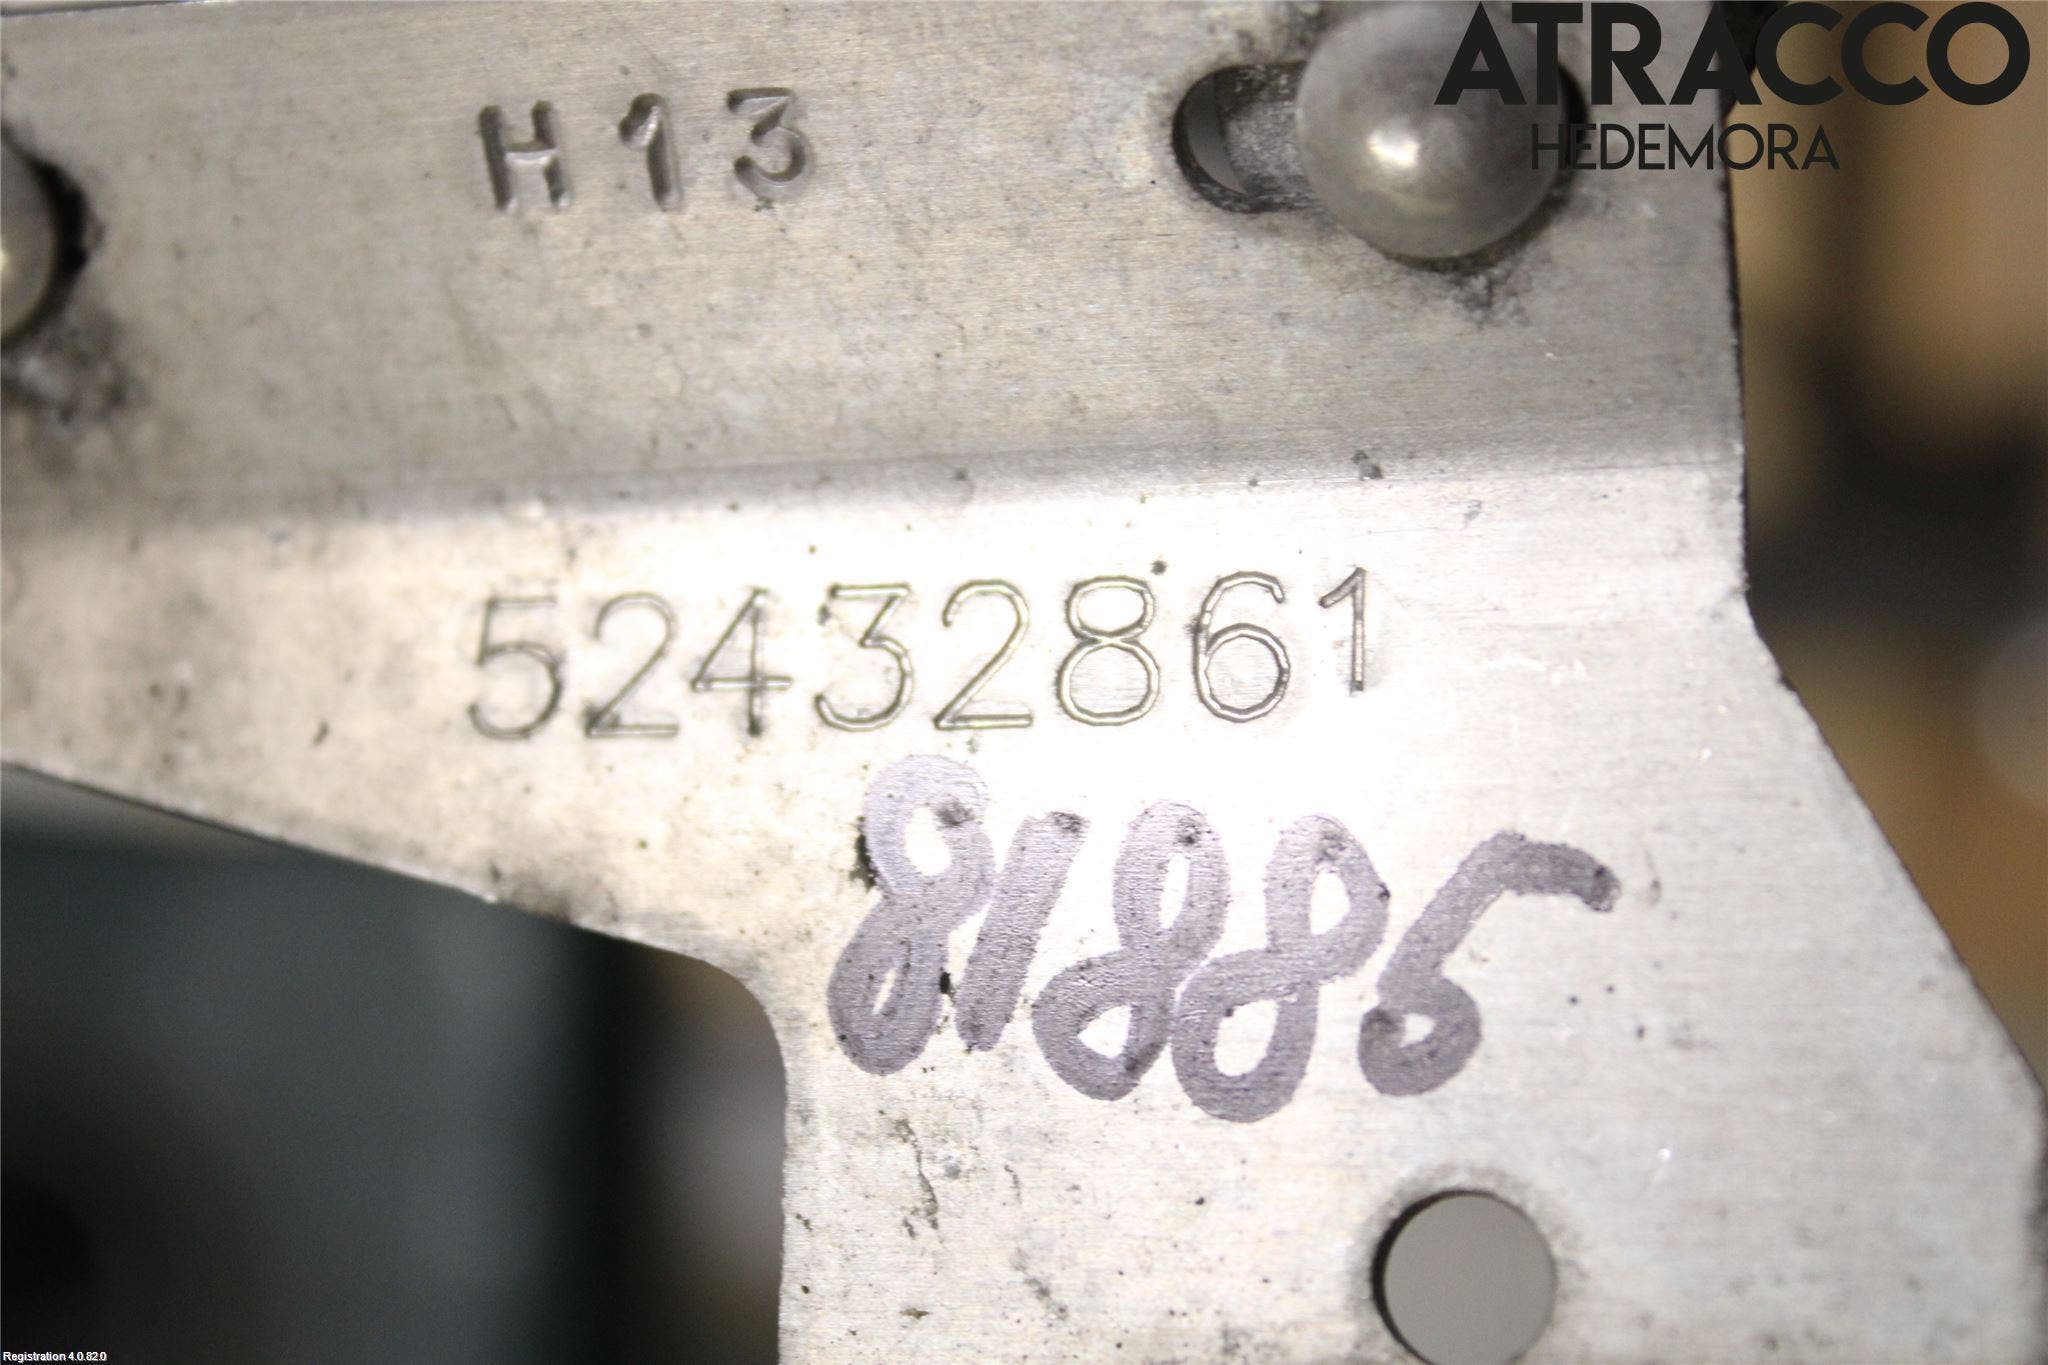 ATRACCO
HEDEMORA
H13
52432861
81885
Registration 4.0.82.0